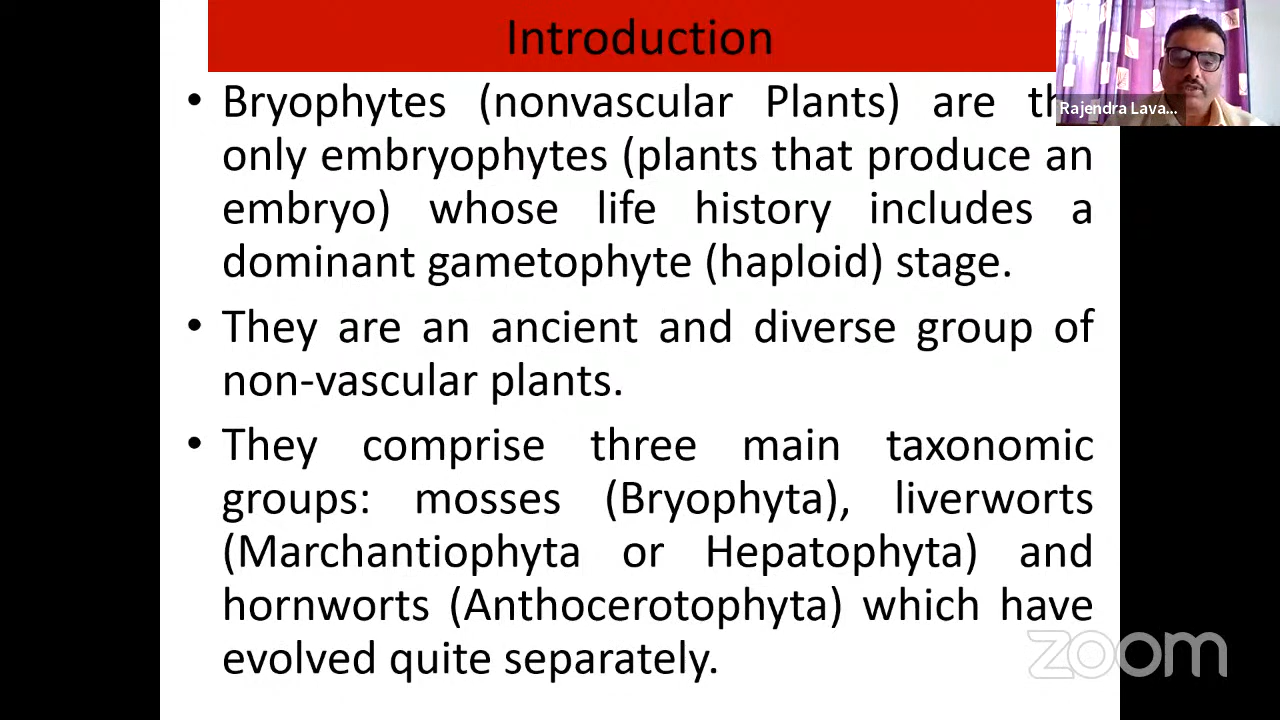 Introduction
Rajendra Lava...
• Bryophytes (nonvascular Plants) are
only embryophytes (plants that produce an
embryo) whose life history includes a
dominant gametophyte (haploid) stage.
• They are an ancient and diverse group of
non-vascular plants.
• They comprise three main taxonomic
groups: mosses (Bryophyta), liverworts
(Marchantiophyta or Hepatophyta) and
hornworts (Anthocerotophyta) which have
evolved quite separately.
zoom